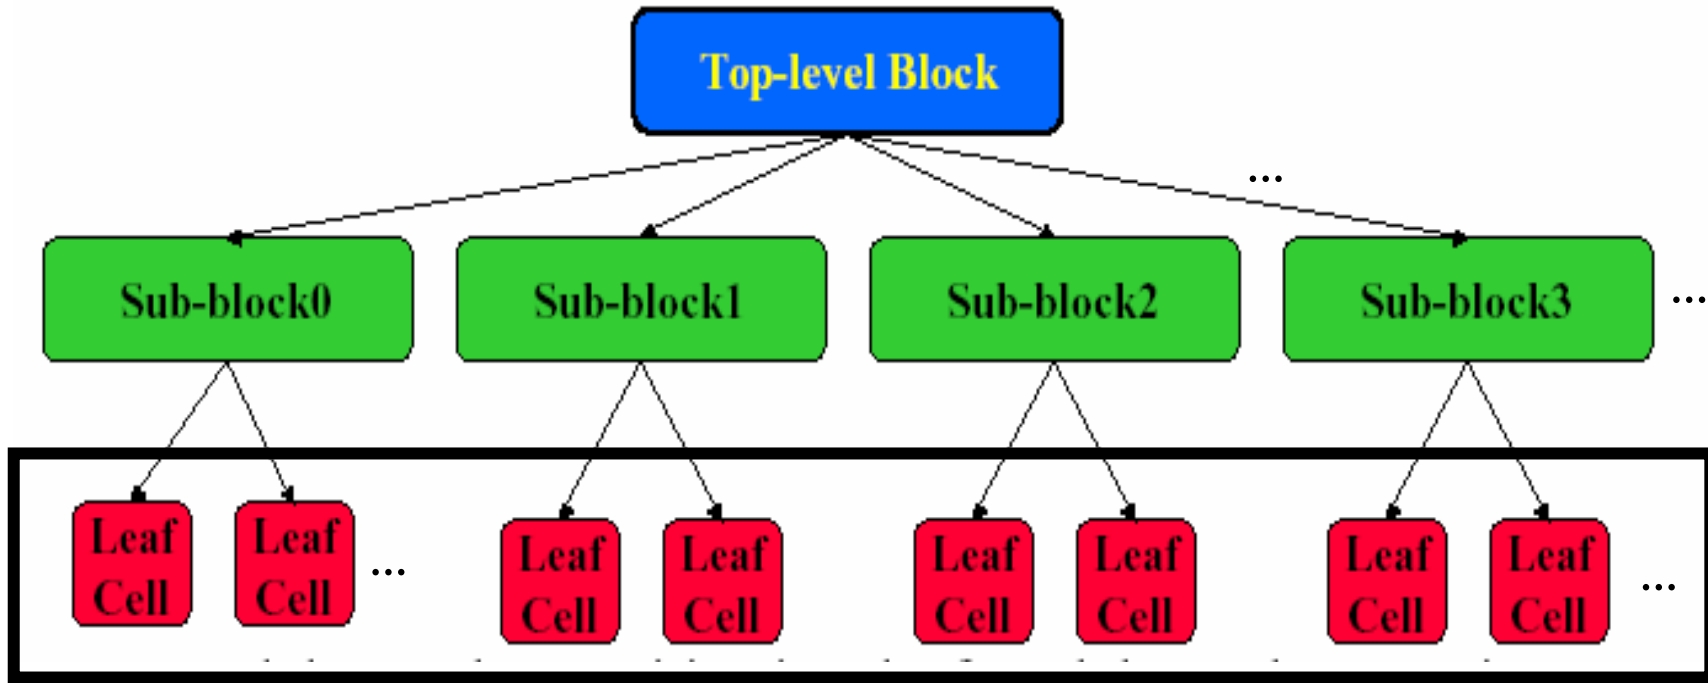 Top-level Block
...
Sub-block0
Sub-block1
Sub-block2
Sub-block3
...
Leaf
Cell
Leaf
Cell
...
Leaf
Cell
Leaf
Cell
Leaf
Cell
Leaf
Cell
Leaf
Cell
Leaf
Cell
...